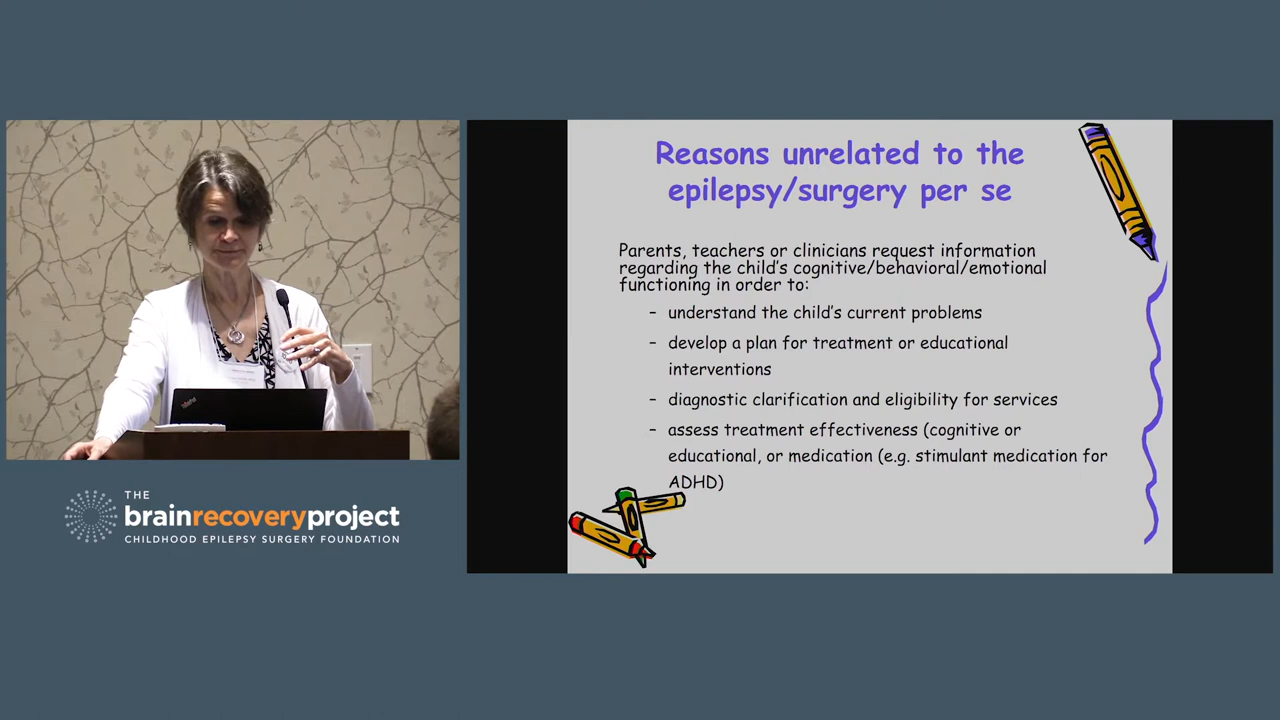 Reasons unrelated to the
epilepsy/surgery per se
Parents, teachers or clinicians request information
regarding the child's cognitive/behavioral/emotional
functioning in order to:
– understand the child's current problems
– develop a plan for treatment or educational
interventions
– diagnostic clarification and eligibility for services
– assess treatment effectiveness (cognitive or
educational, or medication (e.g. stimulant medication for
ADHD)
THE
brainrecoveryproject
CHILDHOOD EPILEPSY SURGERY FOUNDATION